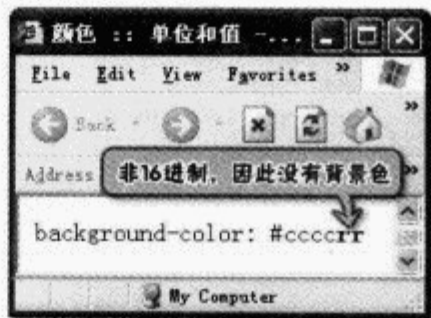 颜色 :: 单位和值 -...
File Edit View Favorites »
Back »
Address »
非16进制,因此没有背景色
background-color: #ccccrr
My Computer